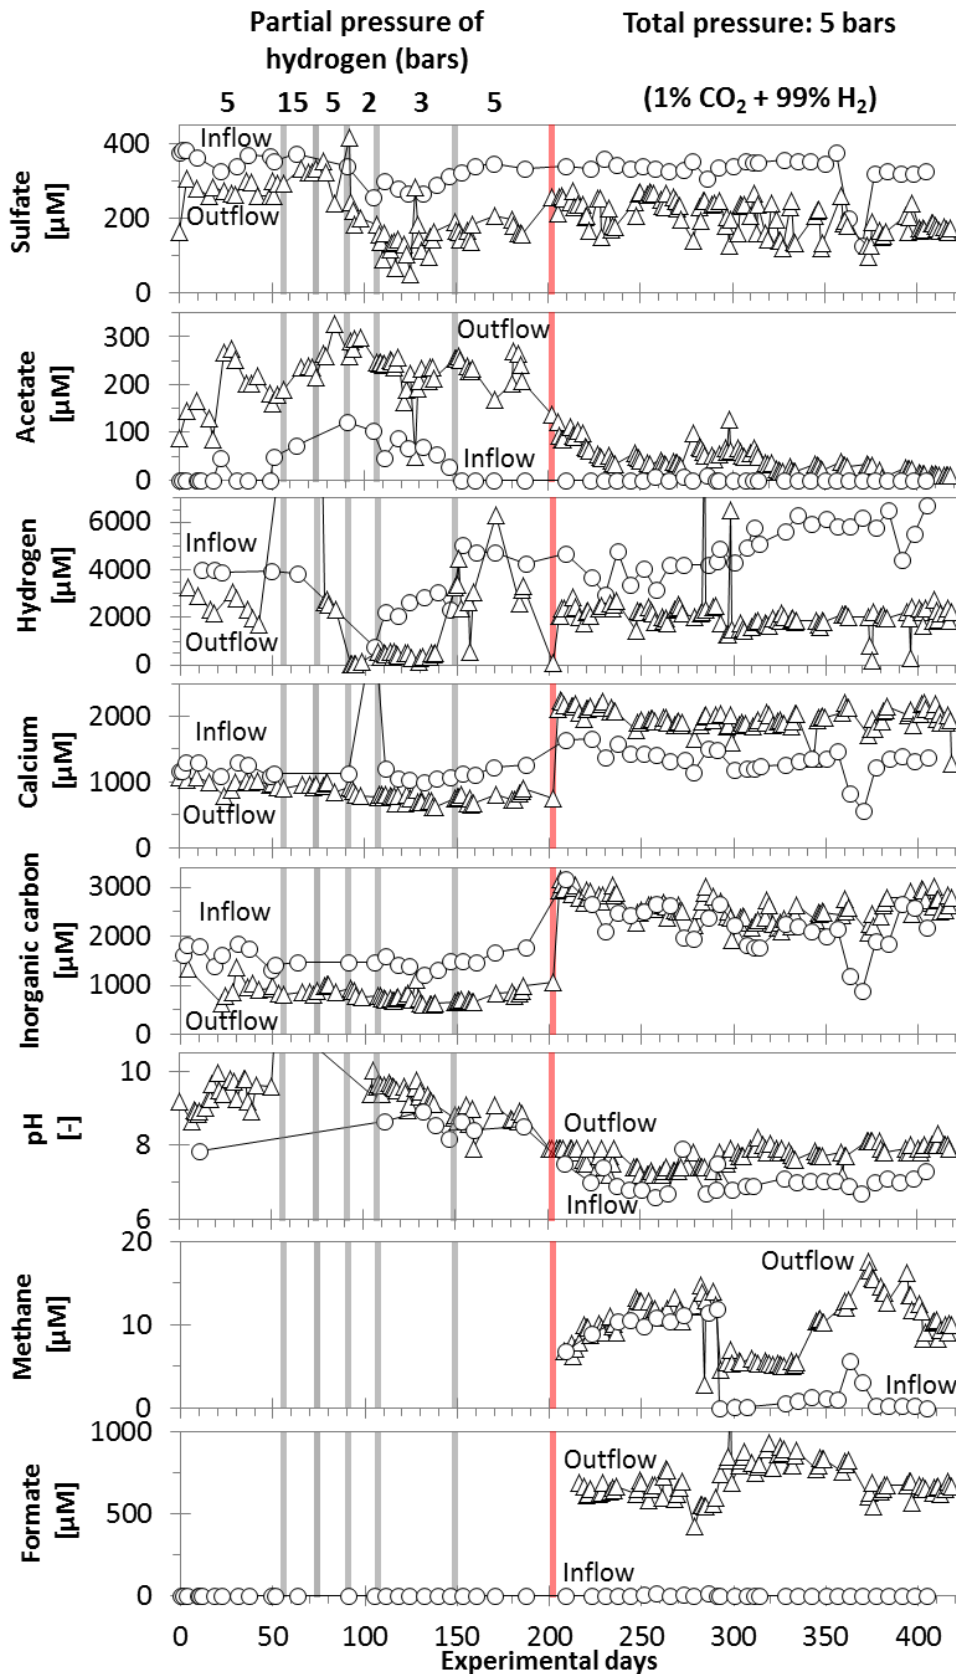 Partial pressure of
hydrogen (bars)
Total pressure: 5 bars
5 15 5 2 3 5
(1% CO₂ + 99% H₂)
Sulfate
[µM]
400
200
0
Inflow
Outflow
Acetate
[µM]
300
200
100
0
Outflow
Inflow
Hydrogen
[µM]
6000
4000
2000
0
Inflow
Outflow
Calcium
[µM]
2000
1000
0
Inflow
Outflow
Inorganic carbon
[µM]
3000
2000
1000
0
Inflow
Outflow
pH
[-]
10
8
6
Outflow
Inflow
Methane
[µM]
20
10
0
Outflow
Inflow
Formate
[µM]
1000
500
0
Outflow
Inflow
0 50 100 150 200 250 300 350 400
Experimental days